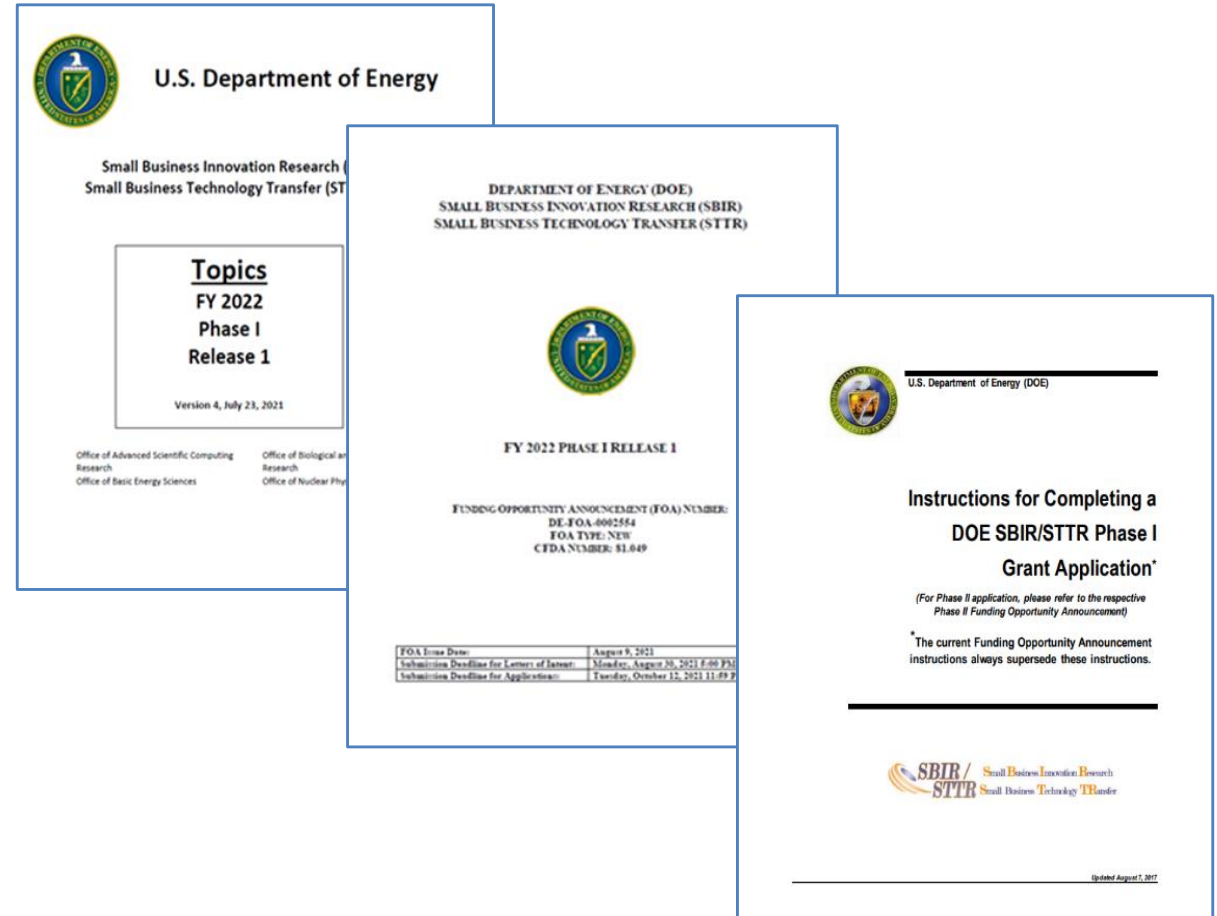 U.S. Department of Energy
Small Business Innovation Research (
Small Business Technology Transfer (ST
Topics
FY 2022
Phase I
Release 1
Version 4, July 23, 2021
Office of Advanced Scientific Computing
Research
Office of Basic Energy Sciences
Office of Biological an
Research
Office of Nuclear Phy
DEPARTMENT OF ENERGY (DOE)
SMALL BUSINESS INNOVATION RESEARCH (SBIR)
SMALL BUSINESS TECHNOLOGY TRANSFER (STTR)
FY 2022 PHASE I RELEASE 1
FUNDING OPPORTUNITY ANNOUNCEMENT (FOA) NUMBER:
DE-FOA-0002554
FOA TYPE: NEW
CFDA NUMBER: 81.049
FOA Issue Date: August 9, 2021
Submission Deadline for Letters of Intent: Monday, August 30, 2021 5:00 PM
Submission Deadline for Applications: Tuesday, October 12, 2021 11:59 P
U.S. Department of Energy (DOE)
Instructions for Completing a
DOE SBIR/STTR Phase I
Grant Application*
(For Phase II application, please refer to the respective
Phase II Funding Opportunity Announcement)
*The current Funding Opportunity Announcement
instructions always supersede these instructions.
SBIR / Small Business Innovation Research
STTR Small Business Technology TRansfer
Updated August 7, 2017